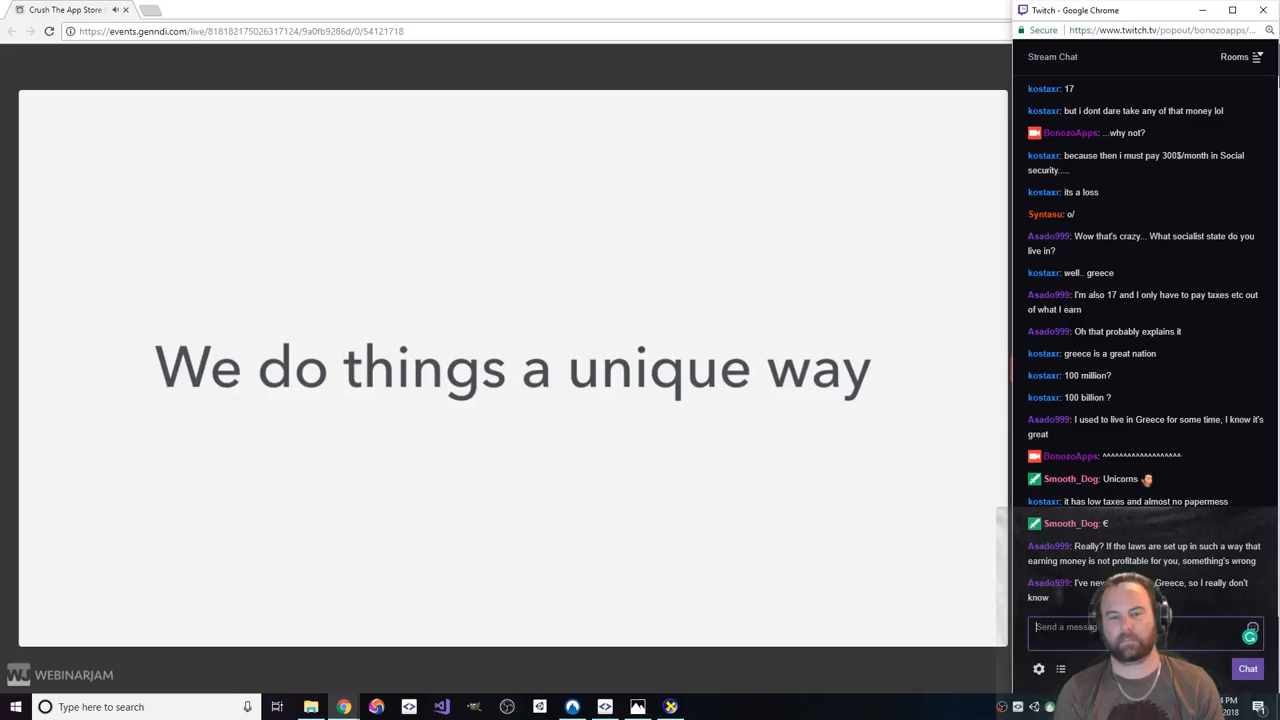 Crush The App Store
https://events.genndi.com/live/818182175026317124/9a0fb9286d/0/54121718
We do things a unique way
WJ WEBINARJAM
Twitch - Google Chrome
Secure https://www.twitch.tv/popout/bonozoapps/...
Stream Chat Rooms
kostaxr: 17
kostaxr: but i dont dare take any of that money lol
BonozoApps: ...why not?
kostaxr: because then i must pay 300$/month in Social
security.....
kostaxr: its a loss
Syntasu: o/
Asado999: Wow that's crazy... What socialist state do you
live in?
kostaxr: well.. greece
Asado999: I'm also 17 and I only have to pay taxes etc out
of what I earn
Asado999: Oh that probably explains it
kostaxr: greece is a great nation
kostaxr: 100 million?
kostaxr: 100 billion ?
Asado999: I used to live in Greece for some time, I know it's
great
BonozoApps: ^^^^^^^^^^^^^^^^^^^
Smooth_Dog: Unicorns
kostaxr: it has low taxes and almost no papermess
Smooth_Dog: €
Asado999: Really? If the laws are set up in such a way that
earning money is not profitable for you, something's wrong
Asado999: I've Greece, so I really don't
know
Send a messag
Chat
Type here to search
2018